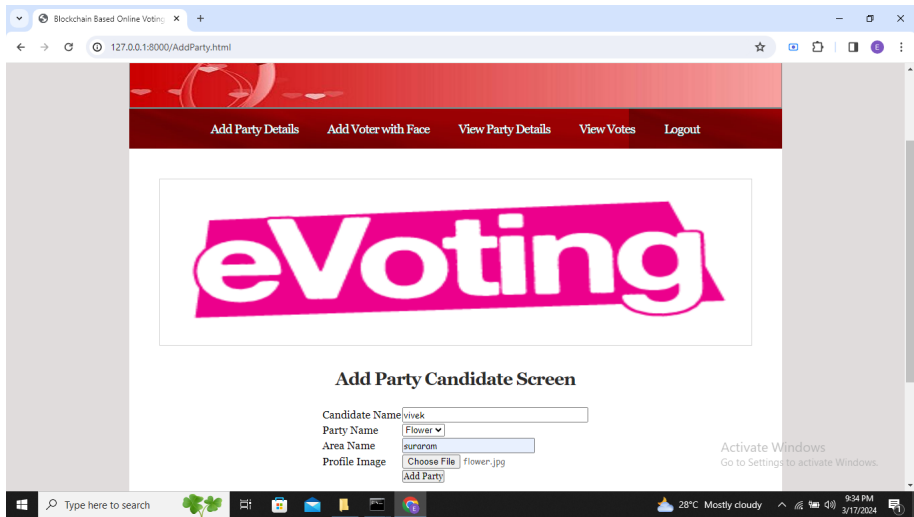 Blockchain Based Online Voting
127.0.0.1:8000/AddParty.html
E
Add Party Details Add Voter with Face View Party Details View Votes Logout
eVoting
Add Party Candidate Screen
Candidate Name vivek
Party Name Flower
Area Name suraram
Profile Image Choose File flower.jpg
Add Party
Activate Windows
Go to Settings to activate Windows.
Type here to search
28°C Mostly cloudy
9:34 PM
3/17/2024
1